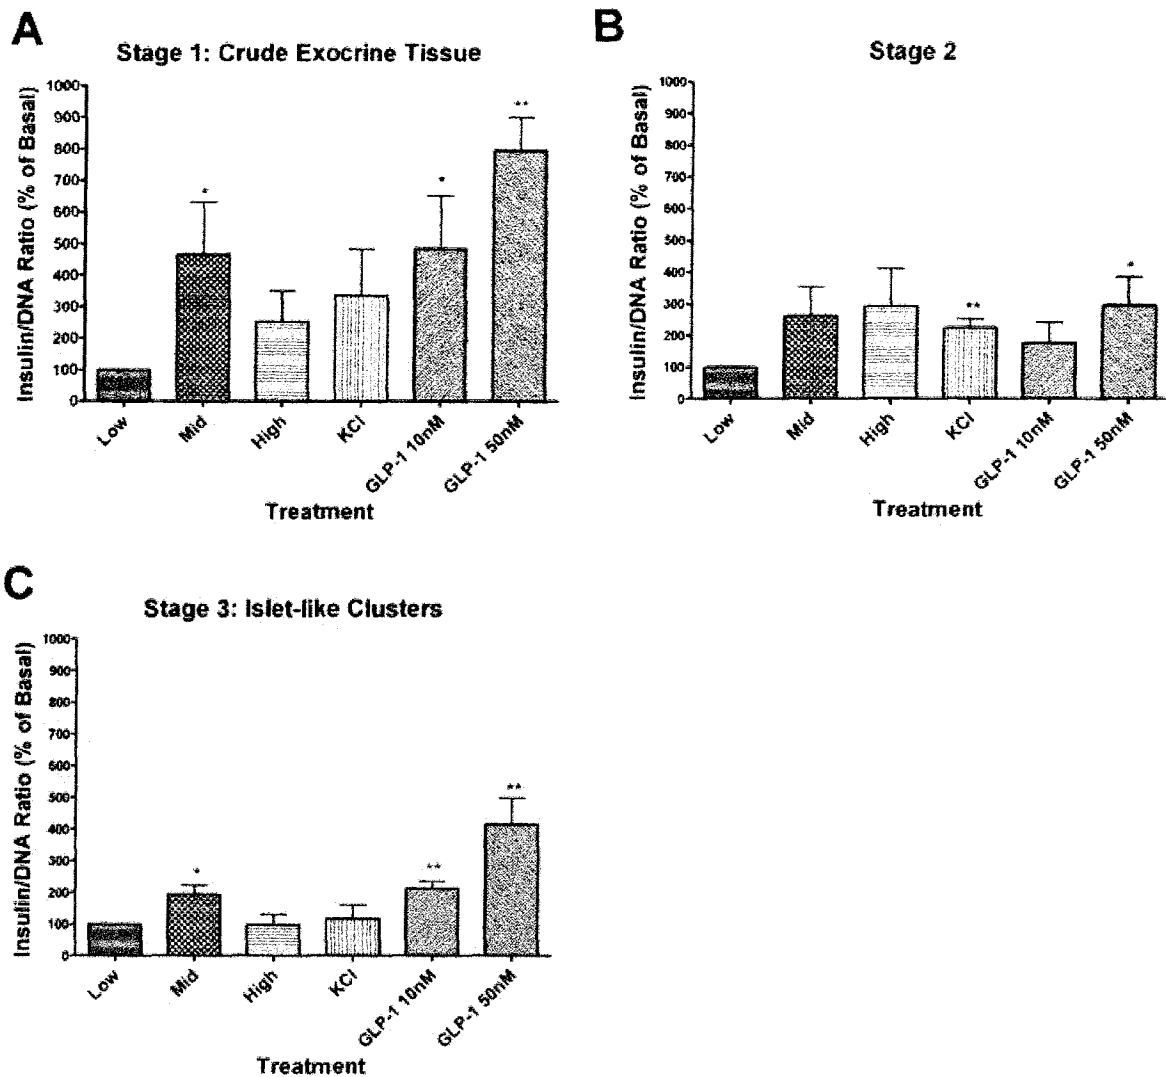 A
Stage 1: Crude Exocrine Tissue
Insulin/DNA Ratio (% of Basal)
1000
900
800
700
600
500
400
300
200
100
0
*
*
**
Low
Mid
High
KCl
GLP-1 10nM
GLP-1 50nM
Treatment
B
Stage 2
Insulin/DNA Ratio (% of Basal)
1000
900
800
700
600
500
400
300
200
100
0
**
*
Low
Mid
High
KCl
GLP-1 10nM
GLP-1 50nM
Treatment
C
Stage 3: Islet-like Clusters
Insulin/DNA Ratio (% of Basal)
1000
900
800
700
600
500
400
300
200
100
0
*
**
**
Low
Mid
High
KCl
GLP-1 10nM
GLP-1 50nM
Treatment